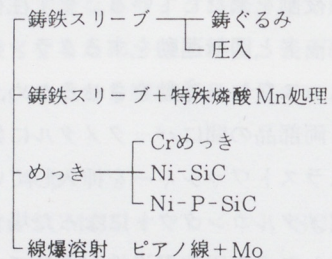 鋳鉄スリーブ 鋳ぐるみ
圧入
鋳鉄スリーブ+特殊燐酸Mn処理
Crめっき
めっき Ni-SiC
Ni-P-SiC
線爆溶射 ピアノ線+Mo